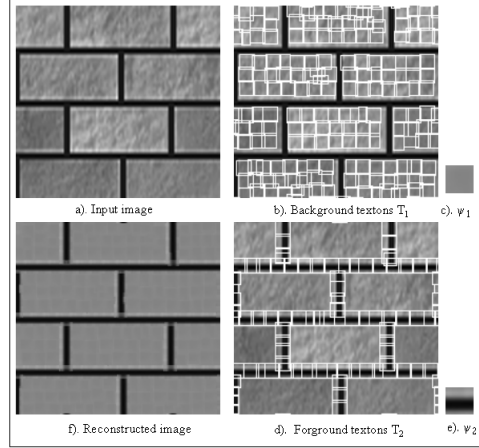 a). Input image
b). Background textons T1
c). ψ1
f). Reconstructed image
d). Forground textons T2
e). ψ2